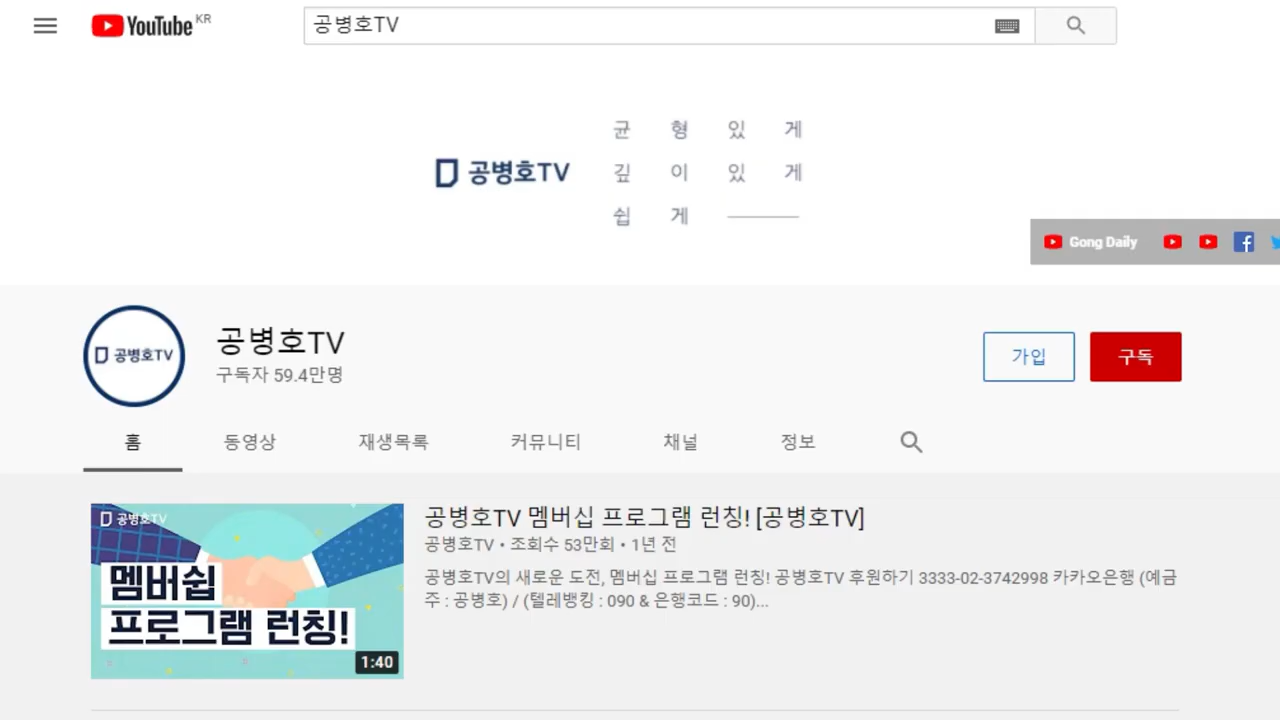 YouTube KR
공병호TV
공병호TV
균 형 있 게
깊 이 있 게
쉽 게
Gong Daily
공병호TV
공병호TV
구독자 59.4만명
가입
구독
홈 동영상 재생목록 커뮤니티 채널 정보
공병호TV
멤버쉽
프로그램 런칭!
1:40
공병호TV 멤버십 프로그램 런칭! [공병호TV]
공병호TV • 조회수 53만회 • 1년 전
공병호TV의 새로운 도전, 멤버십 프로그램 런칭! 공병호TV 후원하기 3333-02-3742998 카카오은행 (예금
주 : 공병호) / (텔레뱅킹 : 090 & 은행코드 : 90)...